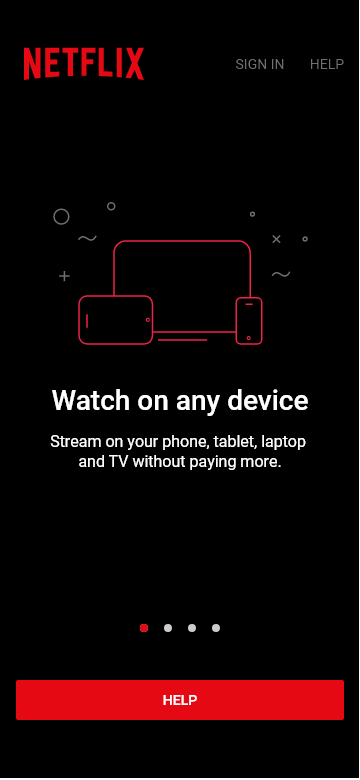 NETFLIX
SIGN IN
HELP
Watch on any device
Stream on your phone, tablet, laptop
and TV without paying more.
HELP